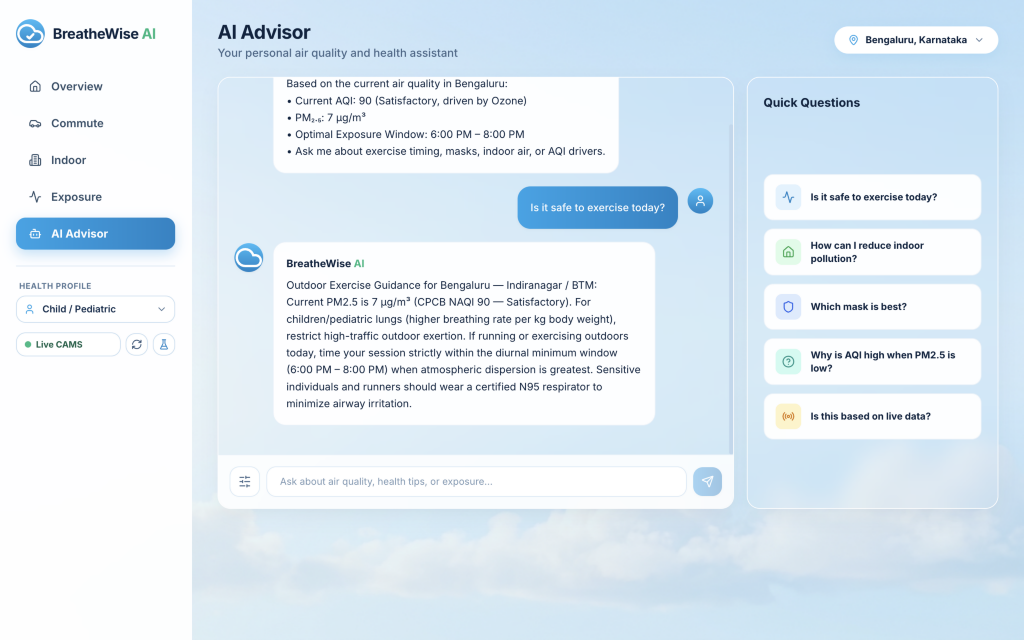 BreatheWise AI
Overview
Commute
Indoor
Exposure
AI Advisor
HEALTH PROFILE
Child / Pediatric
Live CAMS
AI Advisor
Your personal air quality and health assistant
Bengaluru, Karnataka
Based on the current air quality in Bengaluru:
• Current AQI: 90 (Satisfactory, driven by Ozone)
• PM₂.₅: 7 µg/m³
• Optimal Exposure Window: 6:00 PM – 8:00 PM
• Ask me about exercise timing, masks, indoor air, or AQI drivers.
Is it safe to exercise today?
BreatheWise AI
Outdoor Exercise Guidance for Bengaluru — Indiranagar / BTM:
Current PM2.5 is 7 µg/m³ (CPCB NAQI 90 — Satisfactory). For
children/pediatric lungs (higher breathing rate per kg body weight),
restrict high-traffic outdoor exertion. If running or exercising outdoors
today, time your session strictly within the diurnal minimum window
(6:00 PM – 8:00 PM) when atmospheric dispersion is greatest. Sensitive
individuals and runners should wear a certified N95 respirator to
minimize airway irritation.
Ask about air quality, health tips, or exposure...
Quick Questions
Is it safe to exercise today?
How can I reduce indoor
pollution?
Which mask is best?
Why is AQI high when PM2.5 is
low?
Is this based on live data?